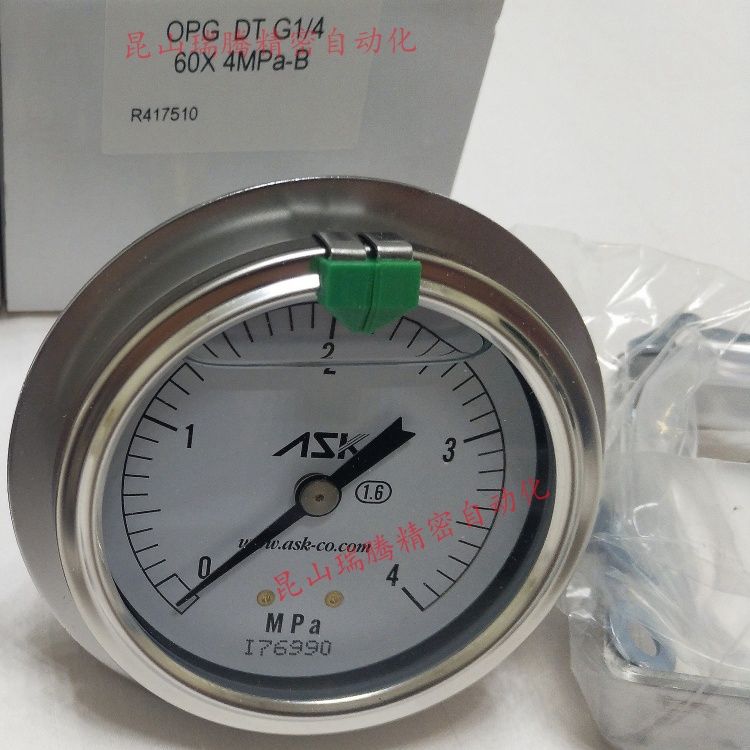 OPG DT G1/4
昆山瑞腾精密自动化
60X 4MPa-B
R417510
2
1
3
ASK
1.6
www.ask-co.com
昆山瑞腾精密自动化
0
4
MPa
I76990